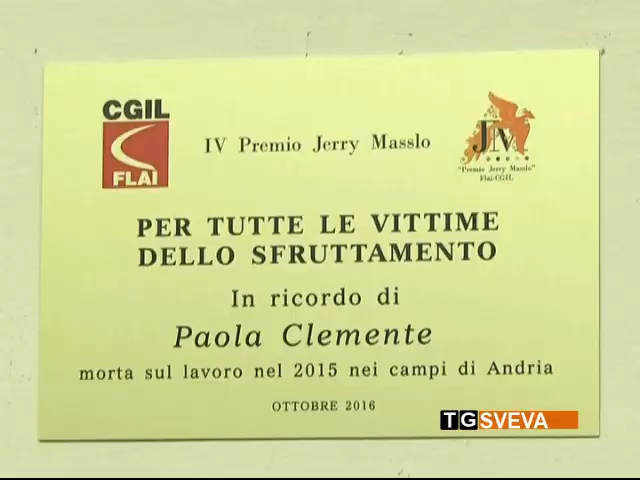 CGIL
FLAI
IV Premio Jerry Masslo
JM
"Premio Jerry Masslo"
Flai-CGIL
PER TUTTE LE VITTIME
DELLO SFRUTTAMENTO
In ricordo di
Paola Clemente
morta sul lavoro nel 2015 nei campi di Andria
OTTOBRE 2016
TGSVEVA